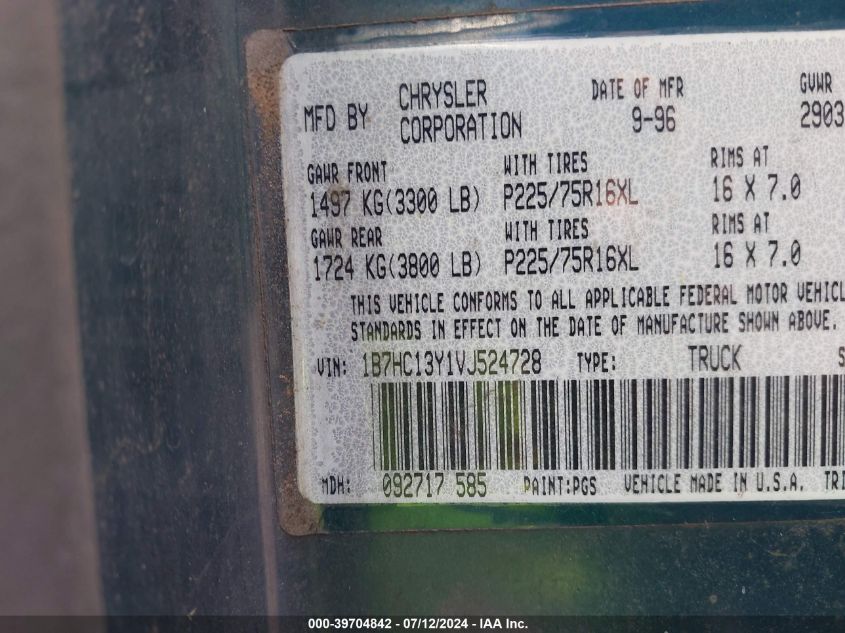 MFD BY CHRYSLER CORPORATION DATE OF MFR 9-96 GVWR 2903
GAWR FRONT WITH TIRES RIMS AT
1497 KG(3300 LB) P225/75R16XL 16 X 7.0
GAWR REAR WITH TIRES RIMS AT
1724 KG(3800 LB) P225/75R16XL 16 X 7.0
THIS VEHICLE CONFORMS TO ALL APPLICABLE FEDERAL MOTOR VEHICL
STANDARDS IN EFFECT ON THE DATE OF MANUFACTURE SHOWN ABOVE.
VIN: 1B7HC13Y1VJ524728 TYPE: TRUCK S
MDH: 092717 585 PAINT:PGS VEHICLE MADE IN U.S.A. TRI
000-39704842 - 07/12/2024 - IAA Inc.